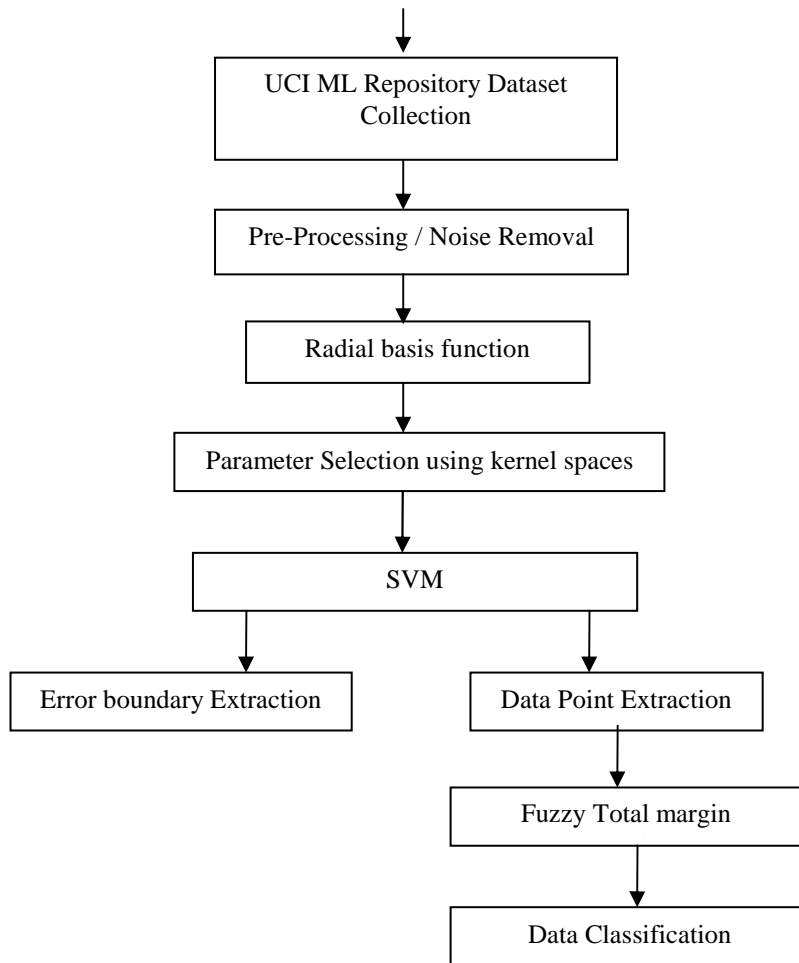 UCI ML Repository Dataset
Collection
Pre-Processing / Noise Removal
Radial basis function
Parameter Selection using kernel spaces
SVM
Error boundary Extraction
Data Point Extraction
Fuzzy Total margin
Data Classification